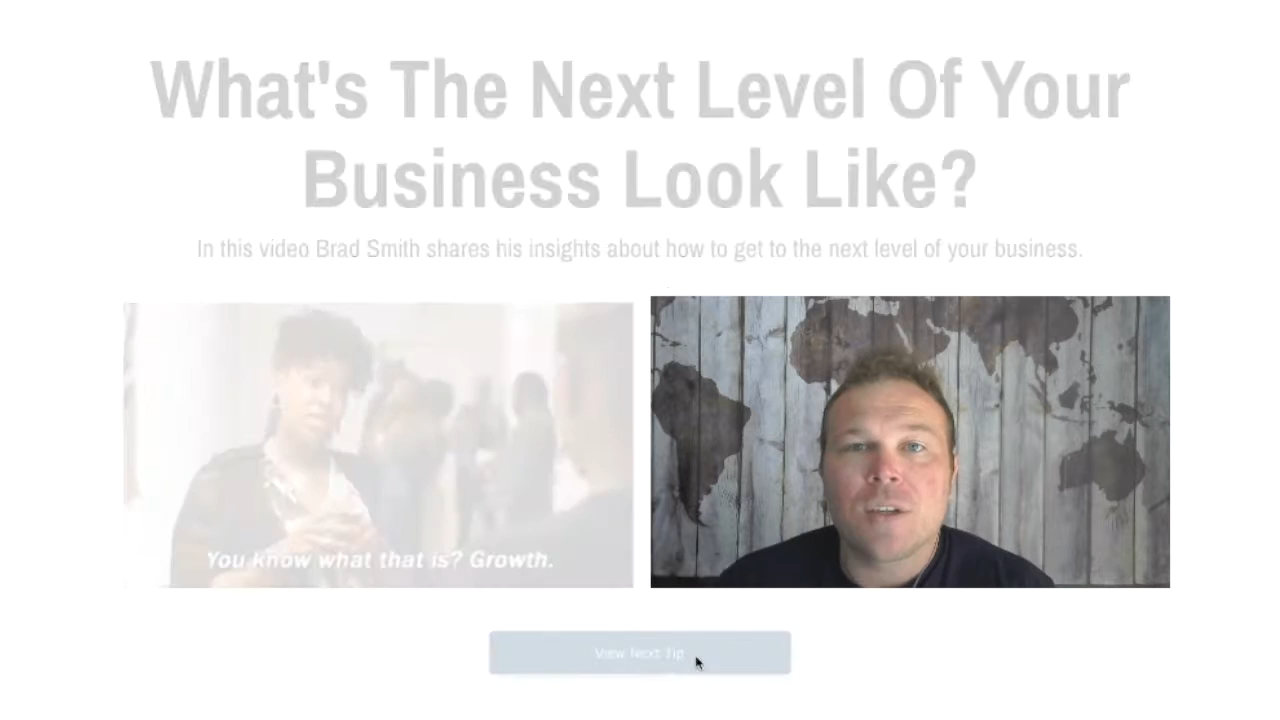 What's The Next Level Of Your
Business Look Like?
In this video Brad Smith shares his insights about how to get to the next level of your business.
You know what that is? Growth.
View Next Tip